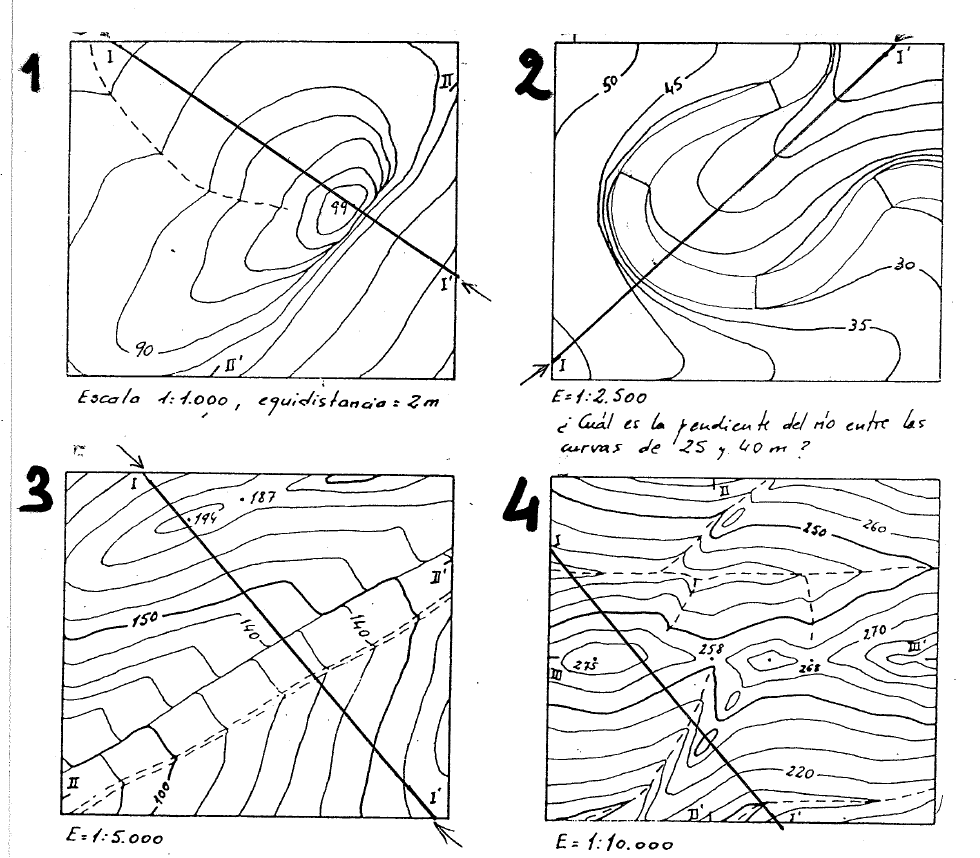 1
I
II
99
I'
90
II'
Escala 1:1.000, equidistancia = 2 m
2
I'
50
45
30
35
I
E=1:2.500
¿Cuál es la pendiente del río entre las
curvas de 25 y 40 m?
3
I
187
194
II'
150
140
140
II
100
I'
E=1:5.000
4
II
I
250
260
270
258
III'
275
268
III
220
II'
I'
E=1:10.000